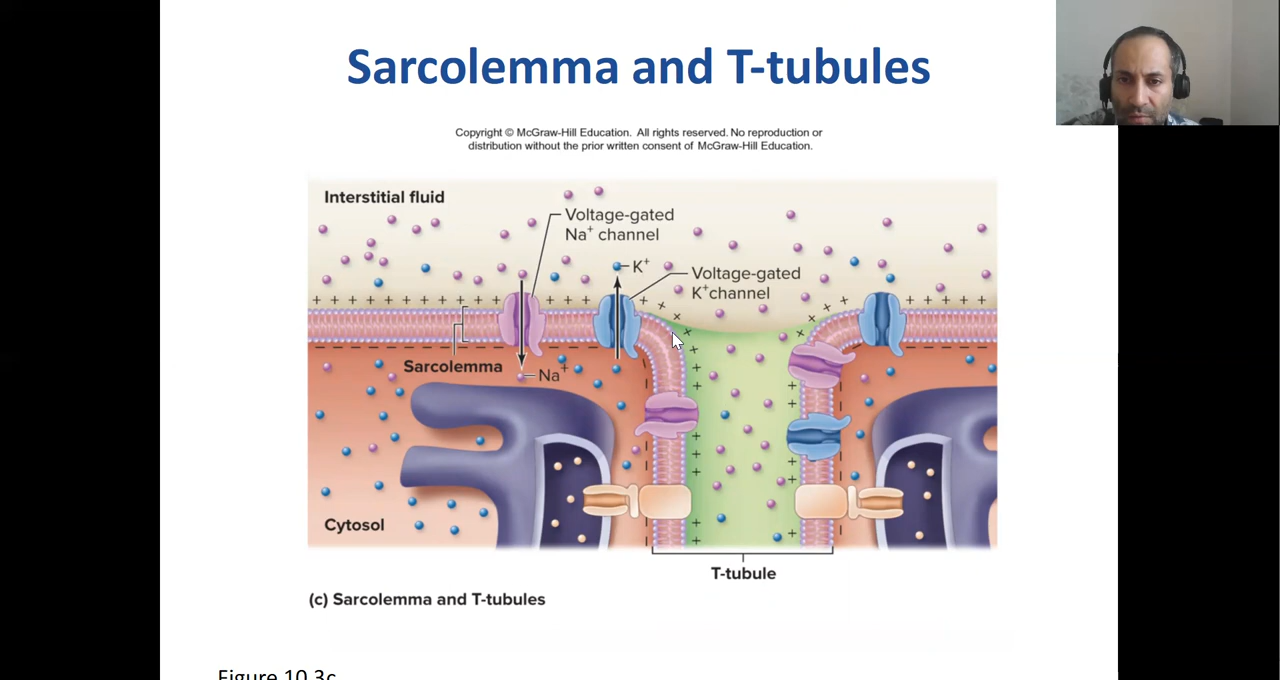 Sarcolemma and T-tubules
Copyright © McGraw-Hill Education. All rights reserved. No reproduction or
distribution without the prior written consent of McGraw-Hill Education.
Interstitial fluid
Voltage-gated
Na⁺ channel
K⁺
Voltage-gated
K⁺channel
Sarcolemma
Na⁺
Cytosol
T-tubule
(c) Sarcolemma and T-tubules
Figure 10.3c